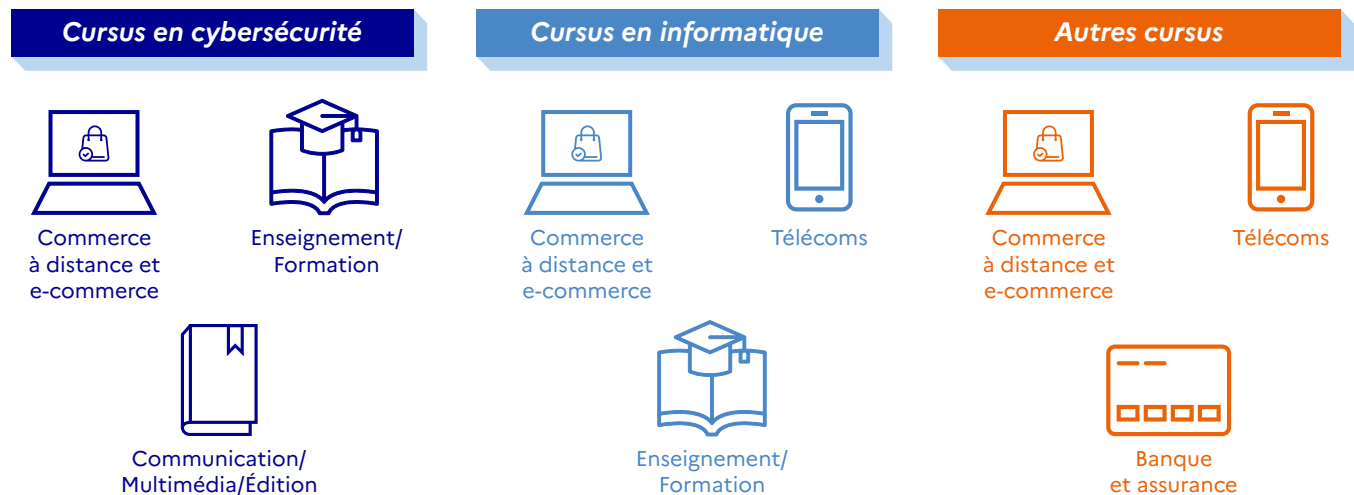 Cursus en cybersécurité
Commerce
à distance et
e-commerce
Enseignement/
Formation
Communication/
Multimédia/Édition
Cursus en informatique
Commerce
à distance et
e-commerce
Télécoms
Enseignement/
Formation
Autres cursus
Commerce
à distance et
e-commerce
Télécoms
Banque
et assurance